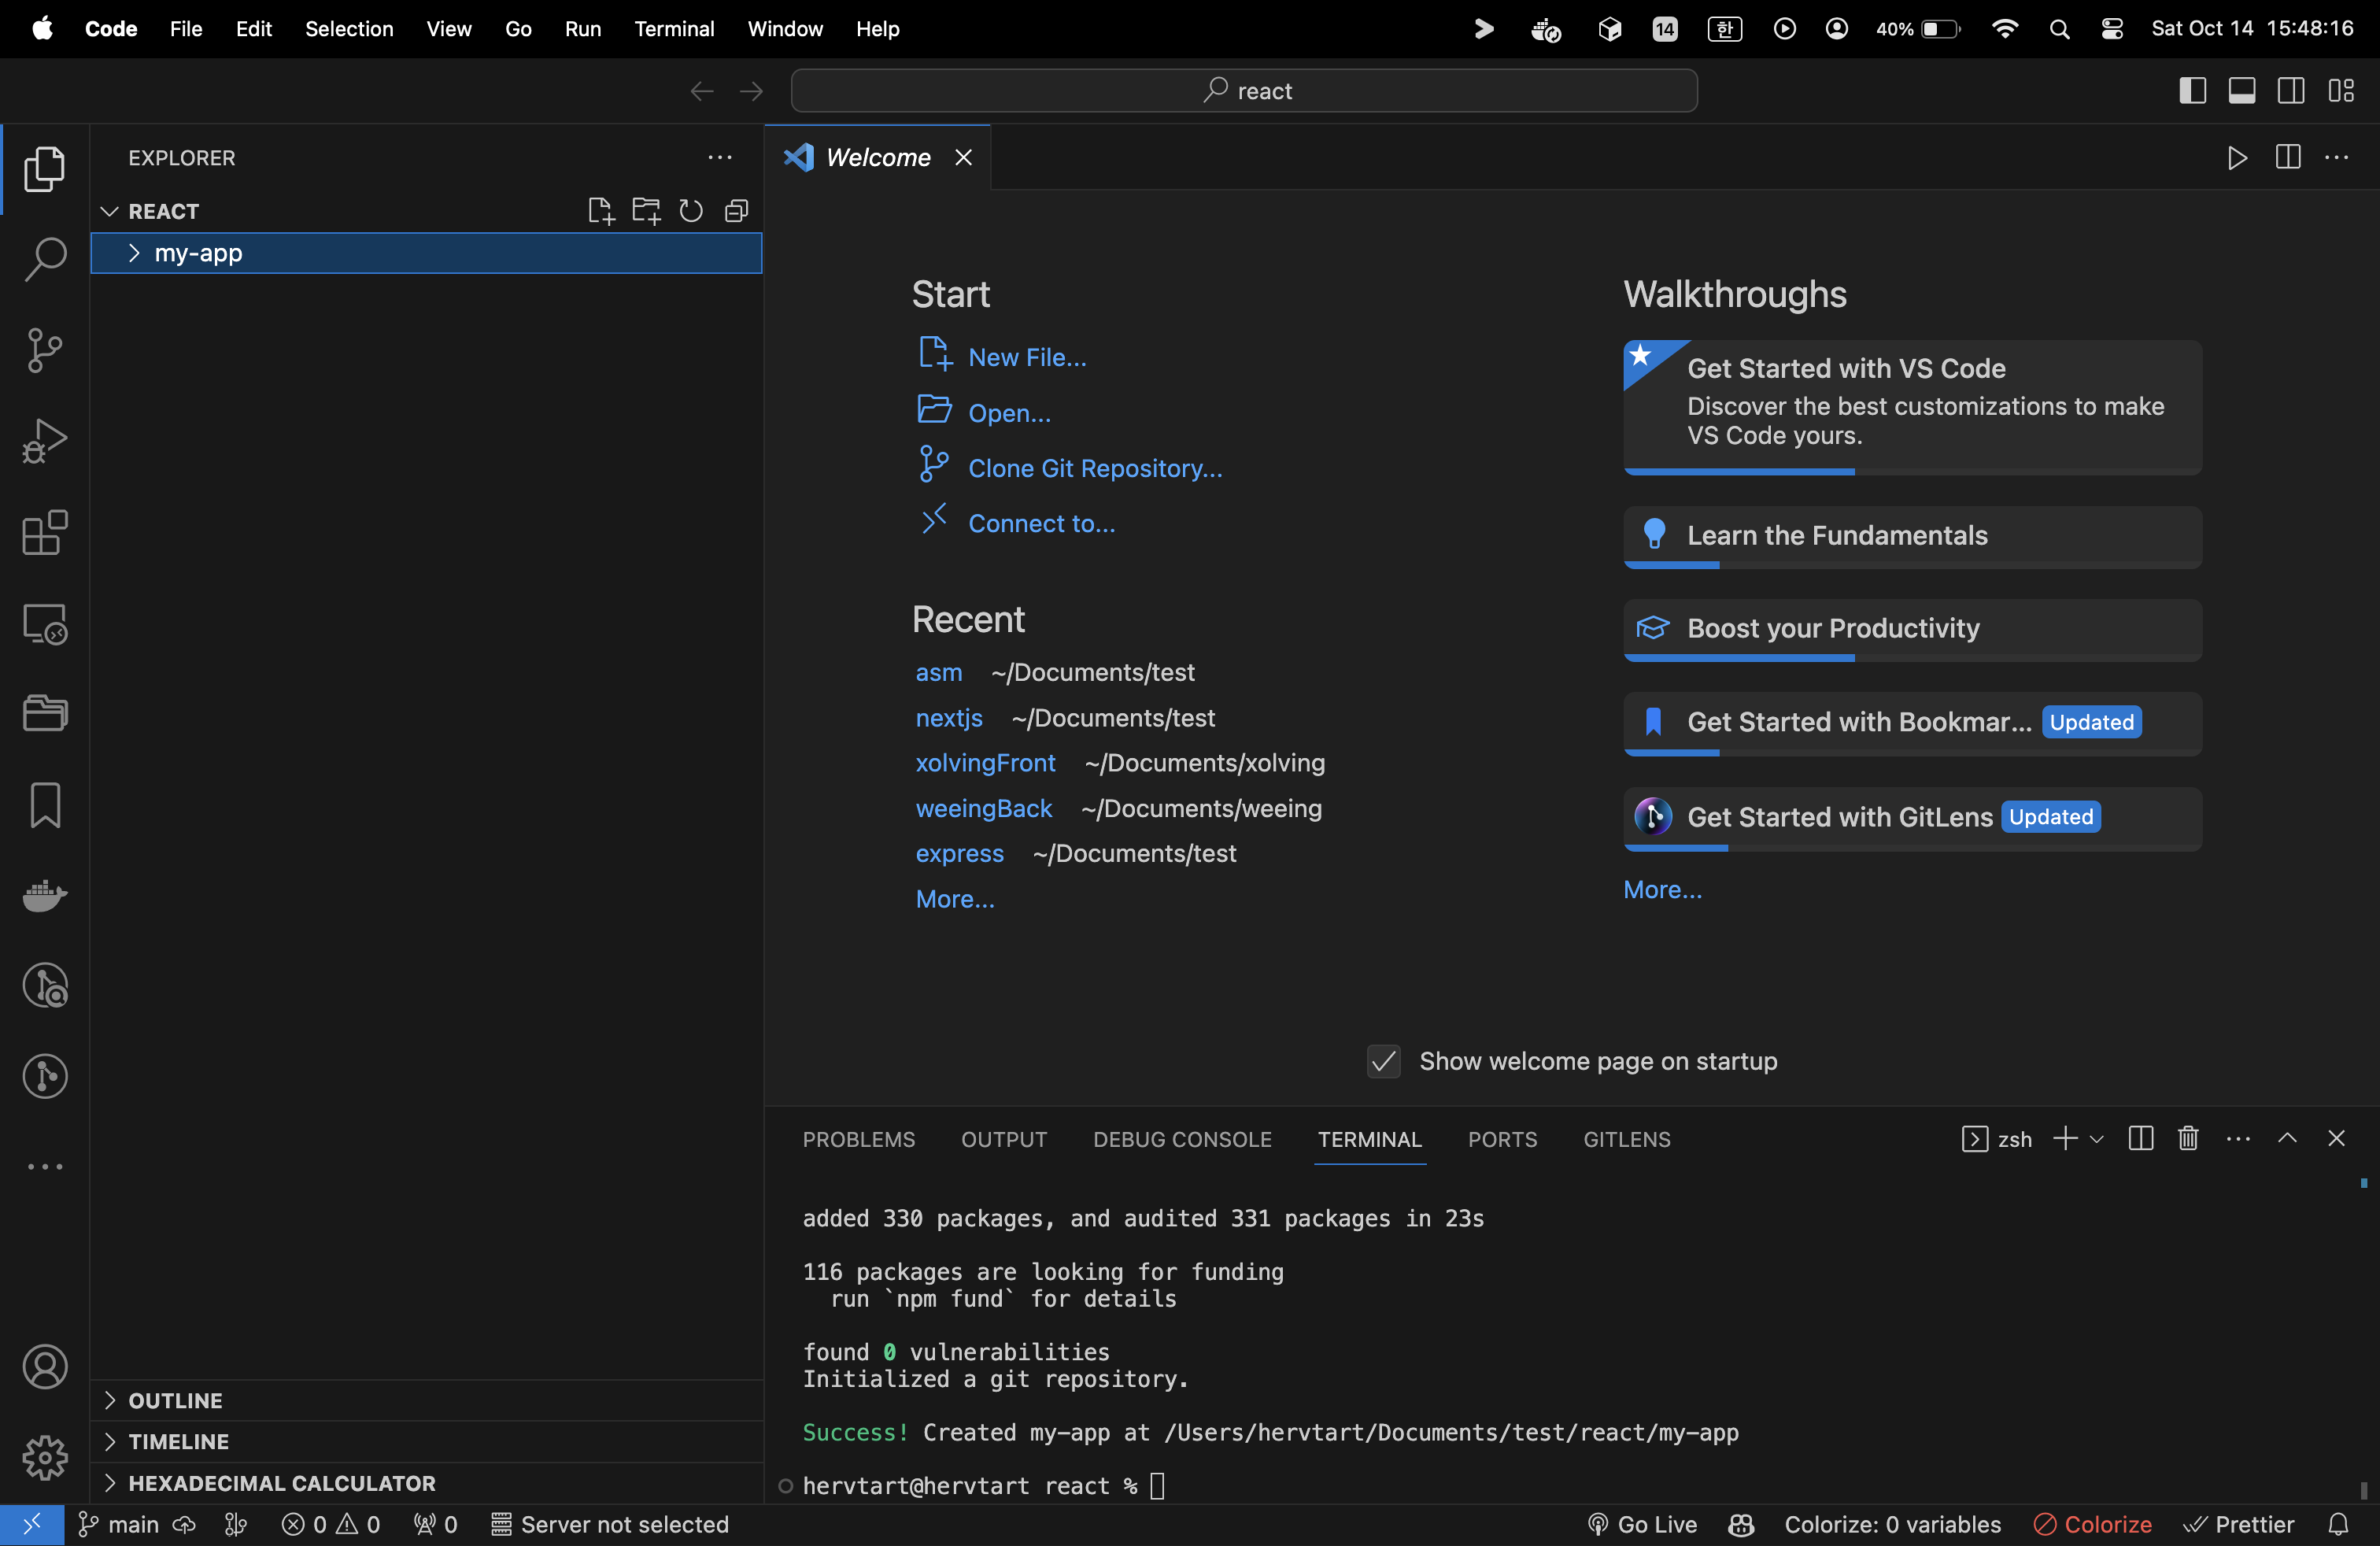 Code File Edit Selection View Go Run Terminal Window Help 14 한 40% Sat Oct 14 15:48:16
react
EXPLORER
Welcome
REACT
my-app
Start
New File...
Open...
Clone Git Repository...
Connect to...
Recent
asm ~/Documents/test
nextjs ~/Documents/test
xolvingFront ~/Documents/xolving
weeingBack ~/Documents/weeing
express ~/Documents/test
More...
Walkthroughs
Get Started with VS Code
Discover the best customizations to make
VS Code yours.
Learn the Fundamentals
Boost your Productivity
Get Started with Bookmar... Updated
Get Started with GitLens Updated
More...
Show welcome page on startup
PROBLEMS OUTPUT DEBUG CONSOLE TERMINAL PORTS GITLENS zsh
added 330 packages, and audited 331 packages in 23s
116 packages are looking for funding
run `npm fund` for details
found 0 vulnerabilities
Initialized a git repository.
Success! Created my-app at /Users/hervtart/Documents/test/react/my-app
hervtart@hervtart react %
OUTLINE
TIMELINE
HEXADECIMAL CALCULATOR
main 0 0 0 Server not selected Go Live Colorize: 0 variables Colorize Prettier